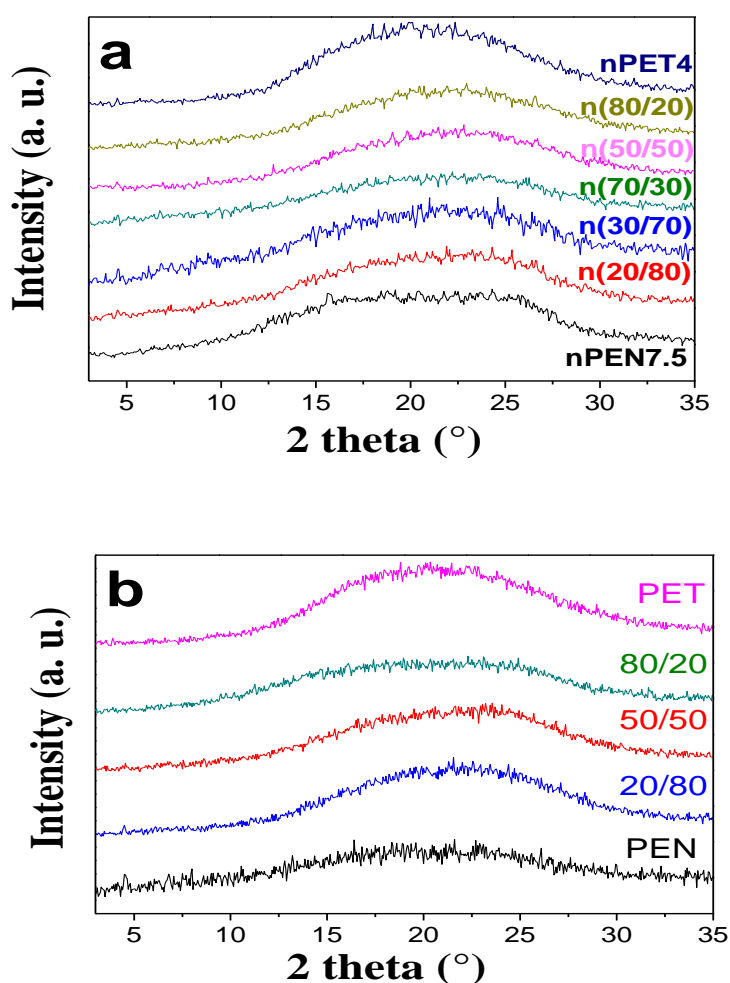 a
nPET4
n(80/20)
n(50/50)
n(70/30)
n(30/70)
n(20/80)
nPEN7.5
Intensity (a. u.)
5 10 15 20 25 30 35
2 theta (°)
b
PET
80/20
50/50
20/80
PEN
Intensity (a. u.)
5 10 15 20 25 30 35
2 theta (°)